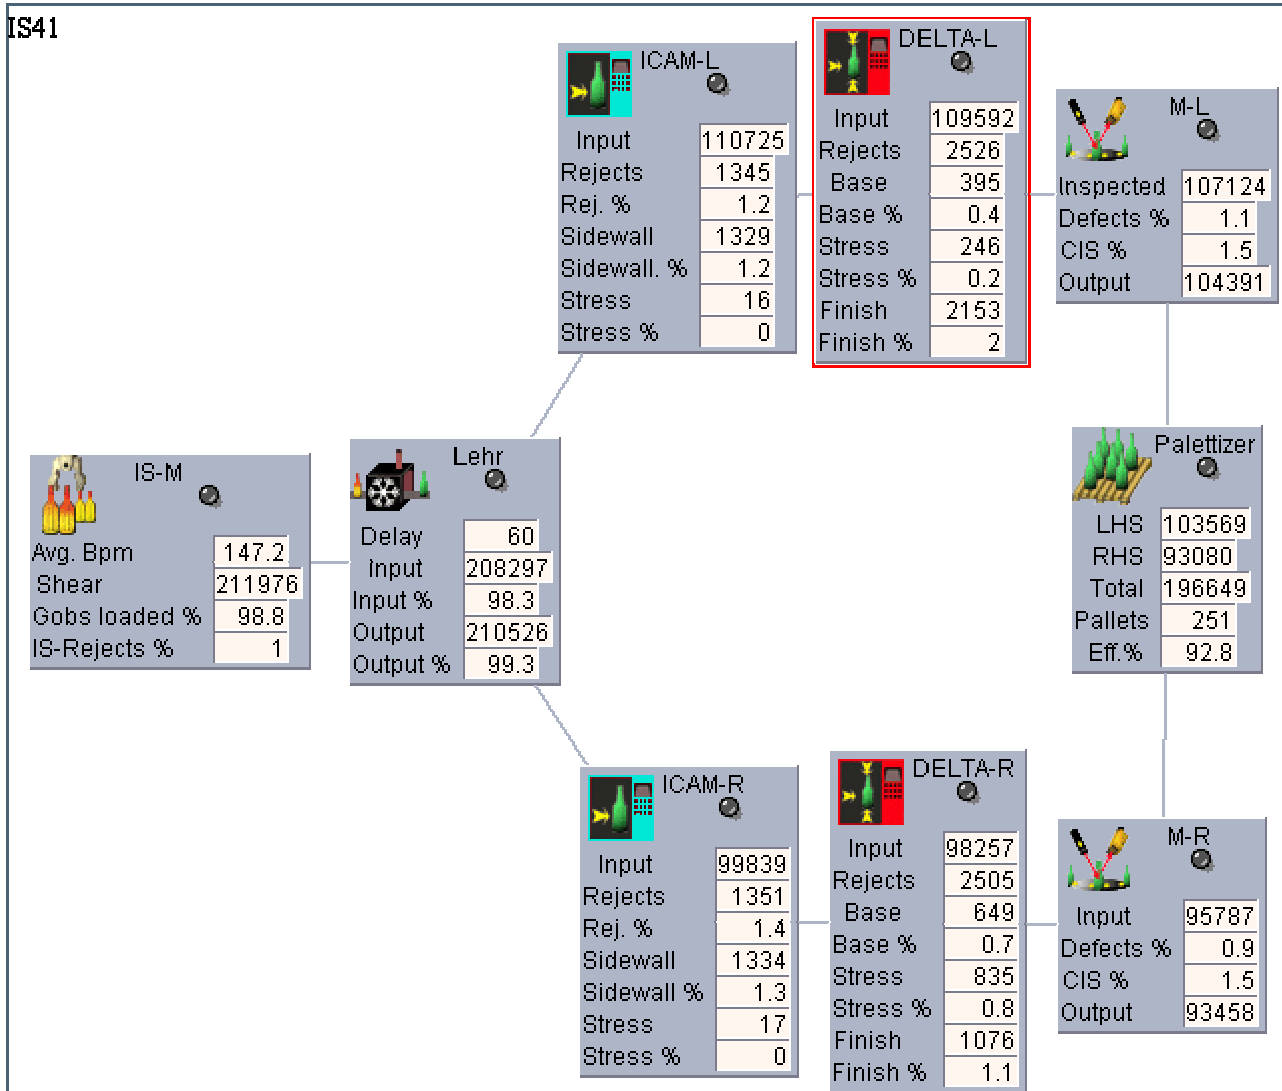 IS41
ICAM-L
Input 110725
Rejects 1345
Rej. % 1.2
Sidewall 1329
Sidewall. % 1.2
Stress 16
Stress % 0
DELTA-L
Input 109592
Rejects 2526
Base 395
Base % 0.4
Stress 246
Stress % 0.2
Finish 2153
Finish % 2
M-L
Inspected 107124
Defects % 1.1
CIS % 1.5
Output 104391
IS-M
Avg. Bpm 147.2
Shear 211976
Gobs loaded % 98.8
IS-Rejects % 1
Lehr
Delay 60
Input 208297
Input % 98.3
Output 210526
Output % 99.3
Palettizer
LHS 103569
RHS 93080
Total 196649
Pallets 251
Eff.% 92.8
ICAM-R
Input 99839
Rejects 1351
Rej. % 1.4
Sidewall 1334
Sidewall % 1.3
Stress 17
Stress % 0
DELTA-R
Input 98257
Rejects 2505
Base 649
Base % 0.7
Stress 835
Stress % 0.8
Finish 1076
Finish % 1.1
M-R
Input 95787
Defects % 0.9
CIS % 1.5
Output 93458